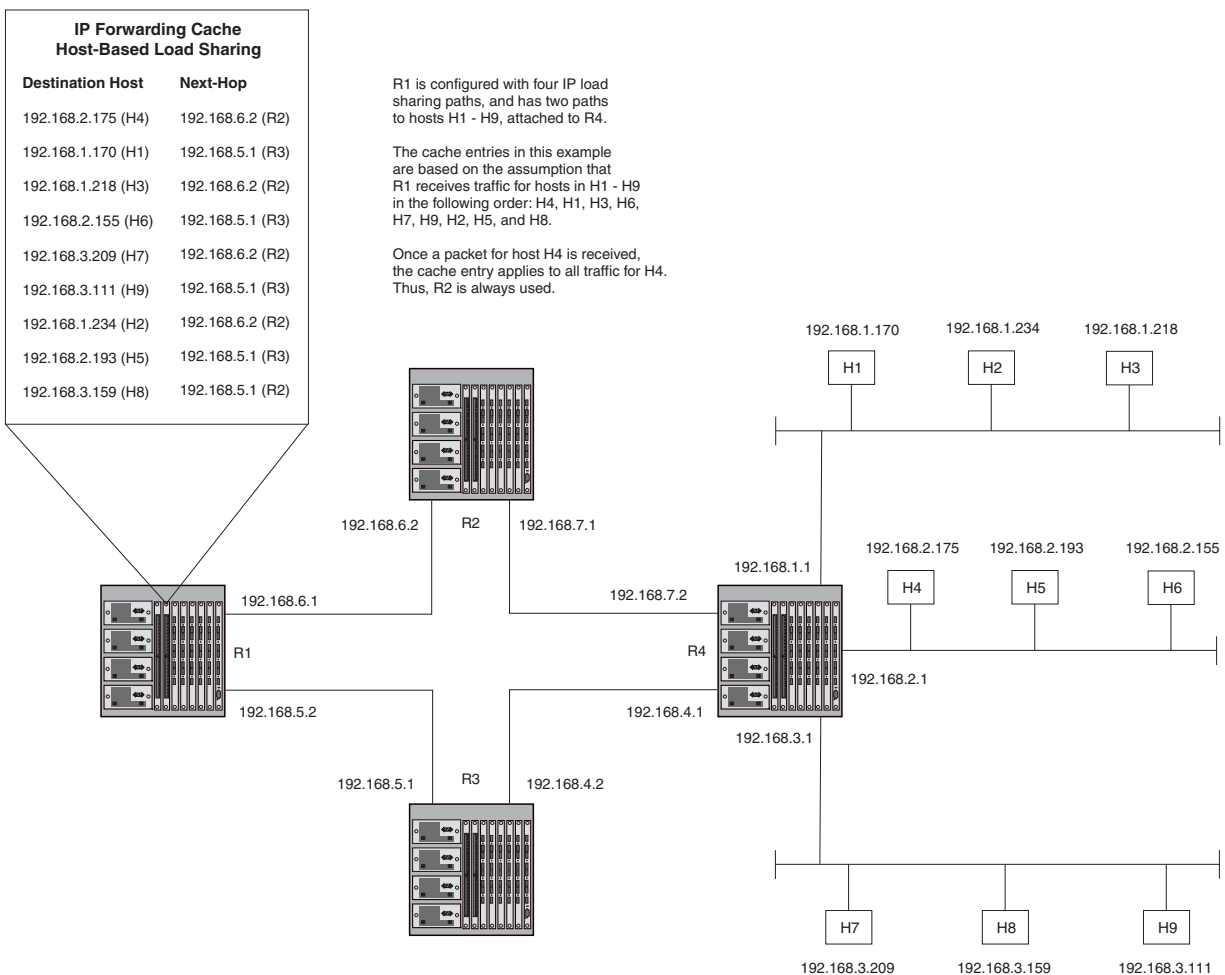 IP Forwarding Cache
Host-Based Load Sharing
Destination Host Next-Hop
192.168.2.175 (H4) 192.168.6.2 (R2)
192.168.1.170 (H1) 192.168.5.1 (R3)
192.168.1.218 (H3) 192.168.6.2 (R2)
192.168.2.155 (H6) 192.168.5.1 (R3)
192.168.3.209 (H7) 192.168.6.2 (R2)
192.168.3.111 (H9) 192.168.5.1 (R3)
192.168.1.234 (H2) 192.168.6.2 (R2)
192.168.2.193 (H5) 192.168.5.1 (R3)
192.168.3.159 (H8) 192.168.5.1 (R2)
R1 is configured with four IP load
sharing paths, and has two paths
to hosts H1 - H9, attached to R4.
The cache entries in this example
are based on the assumption that
R1 receives traffic for hosts in H1 - H9
in the following order: H4, H1, H3, H6,
H7, H9, H2, H5, and H8.
Once a packet for host H4 is received,
the cache entry applies to all traffic for H4.
Thus, R2 is always used.
192.168.1.170 192.168.1.234 192.168.1.218
H1 H2 H3
192.168.6.2 R2 192.168.7.1
192.168.2.175 192.168.2.193 192.168.2.155
H4 H5 H6
192.168.1.1
192.168.6.1
192.168.7.2
R1
R4
192.168.2.1
192.168.5.2
192.168.4.1
192.168.3.1
192.168.5.1 R3 192.168.4.2
H7 H8 H9
192.168.3.209 192.168.3.159 192.168.3.111